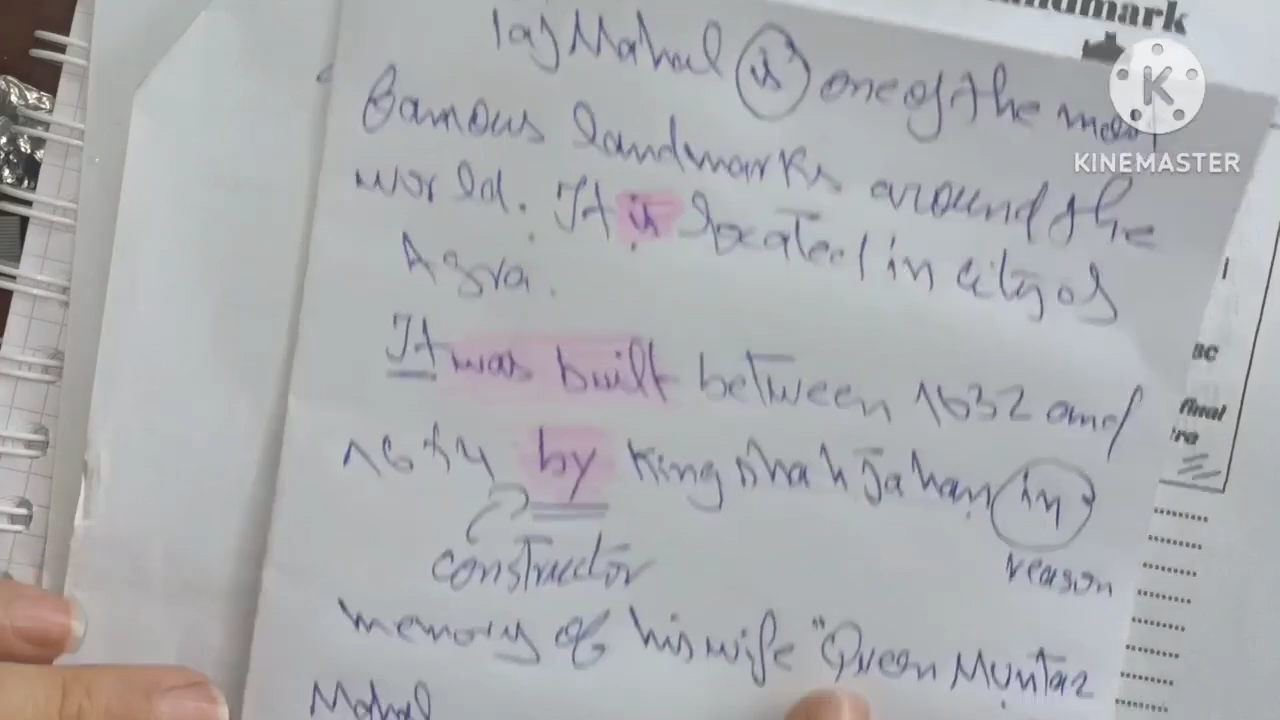 Taj Mahal is one of the most
famous landmarks around the
world. It is located in city of
Agra.
It was built between 1632 and
1654 by King shah Jahan in
constructor
reason
memory of his wife "Queen Muntaz
Mahal
KINEMASTER
final